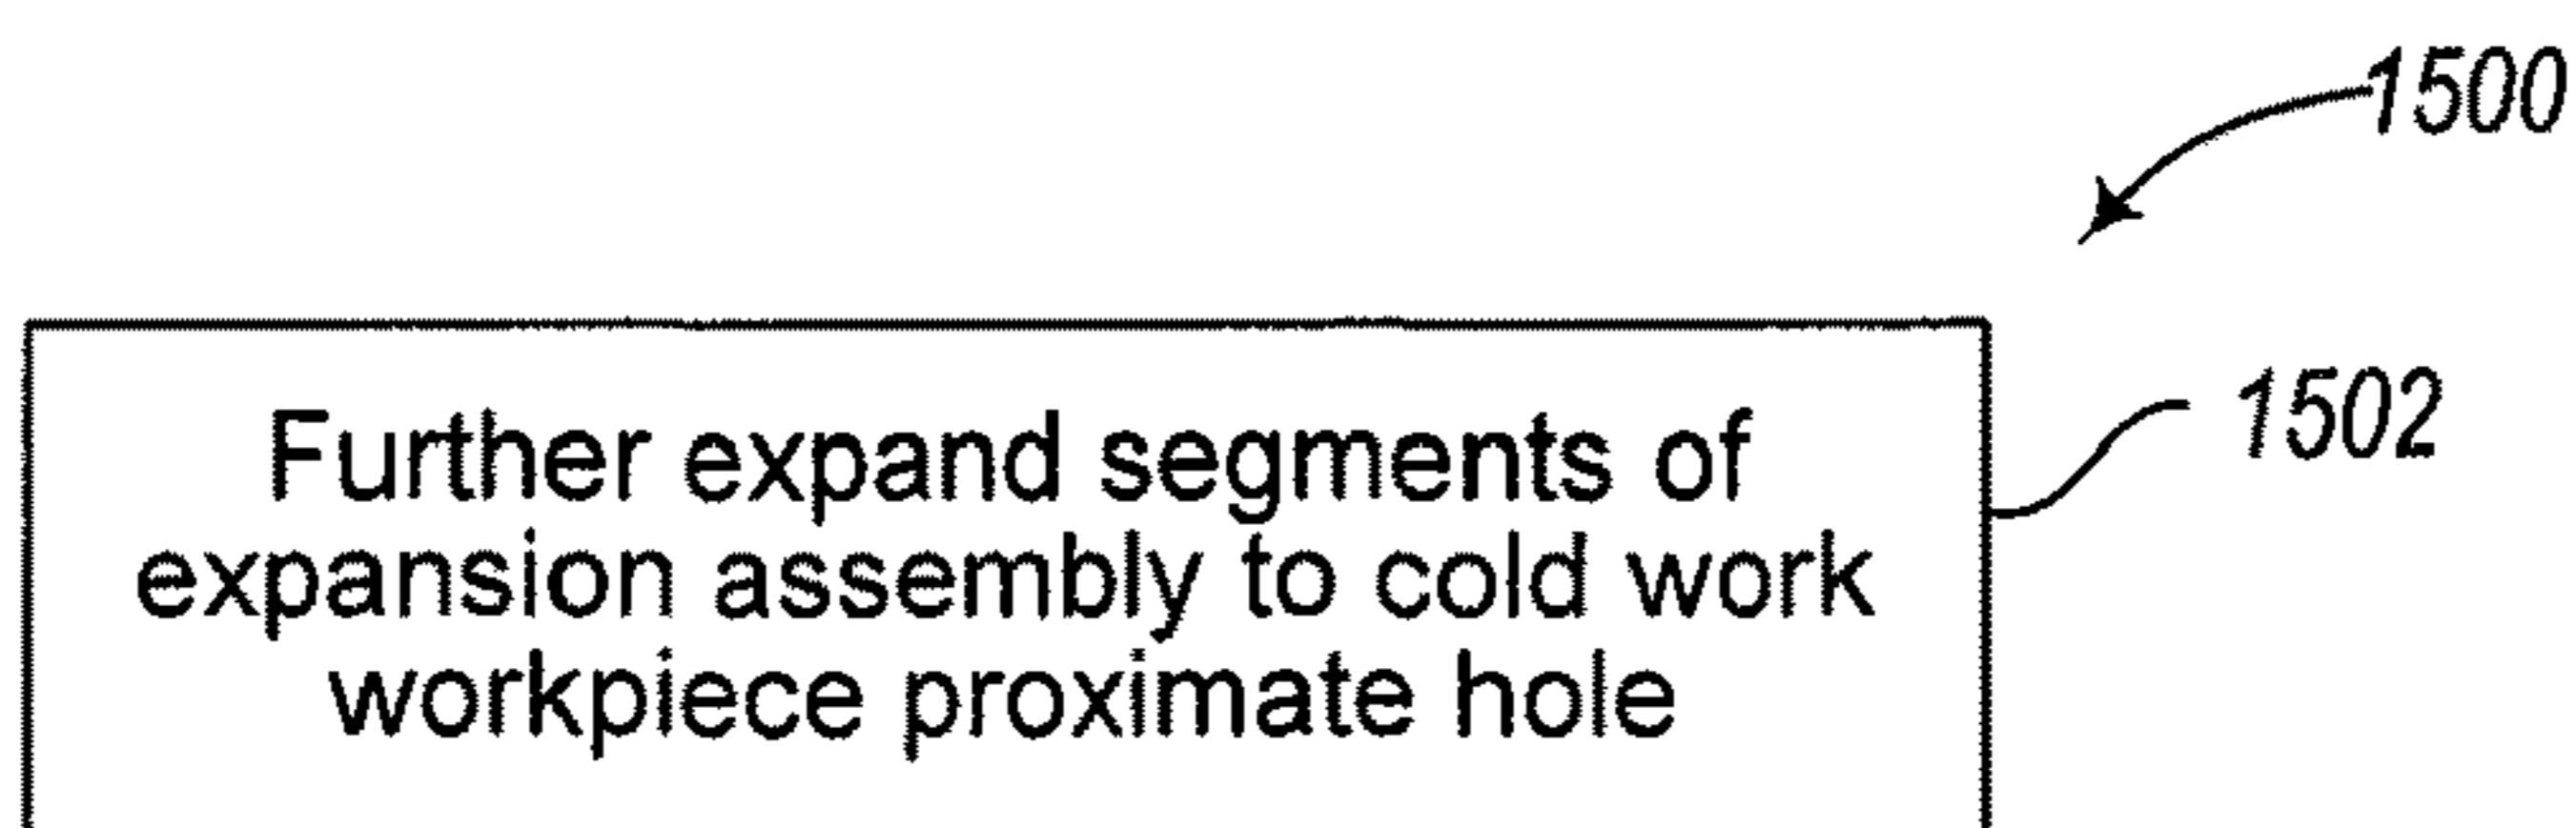 1500
1502
Further expand segments of
expansion assembly to cold work
workpiece proximate hole